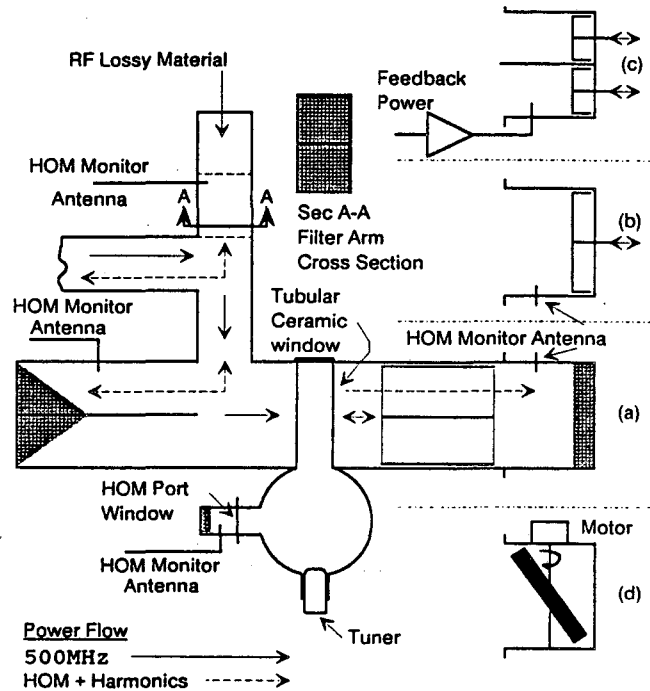 RF Lossy Material
Feedback
Power
(c)
HOM Monitor
Antenna
A
A
Sec A-A
Filter Arm
Cross Section
(b)
HOM Monitor
Antenna
Tubular
Ceramic
window
HOM Monitor Antenna
(a)
HOM Port
Window
HOM Monitor
Antenna
Motor
(d)
Tuner
Power Flow
500MHz
HOM + Harmonics